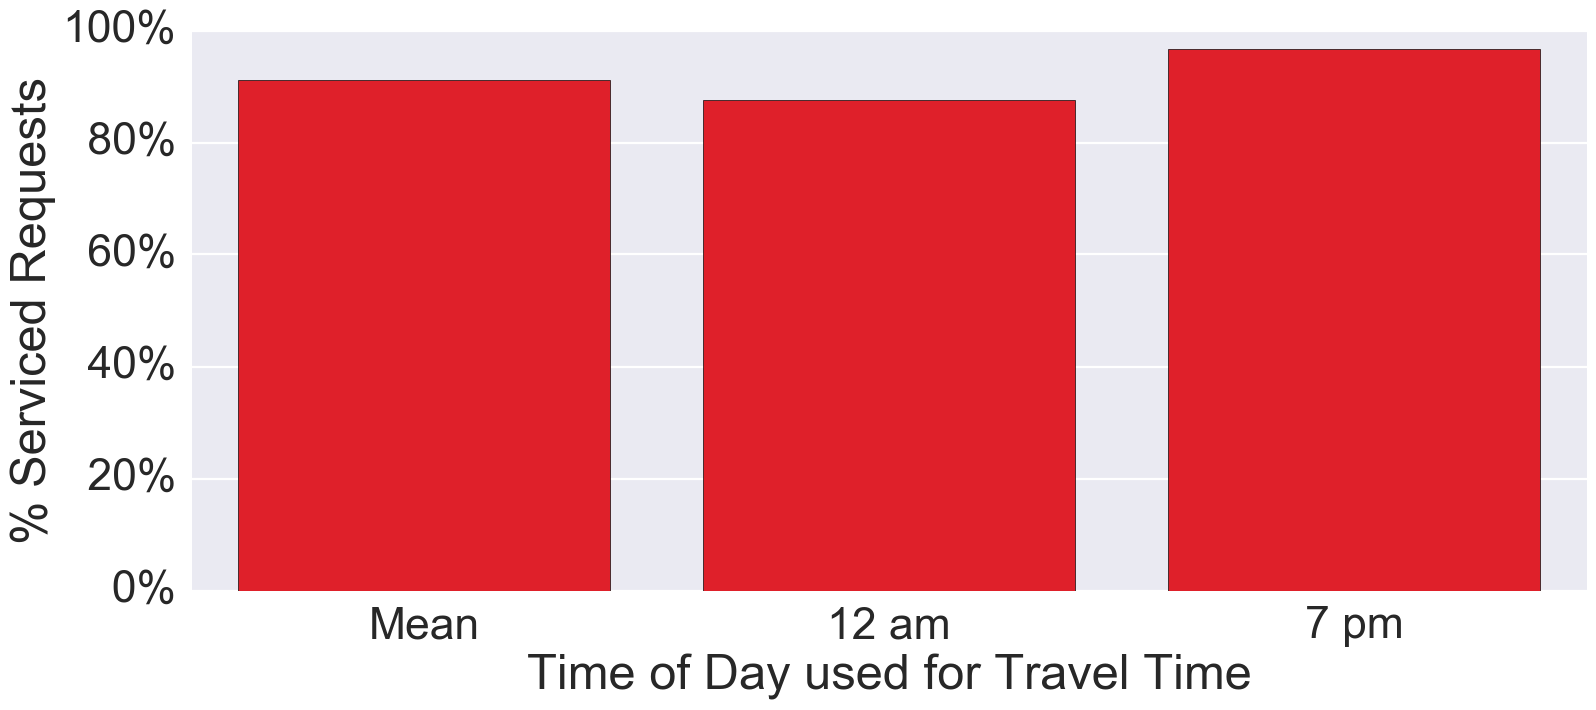 % Serviced Requests
100%
80%
60%
40%
20%
0%
Mean 12 am 7 pm
Time of Day used for Travel Time